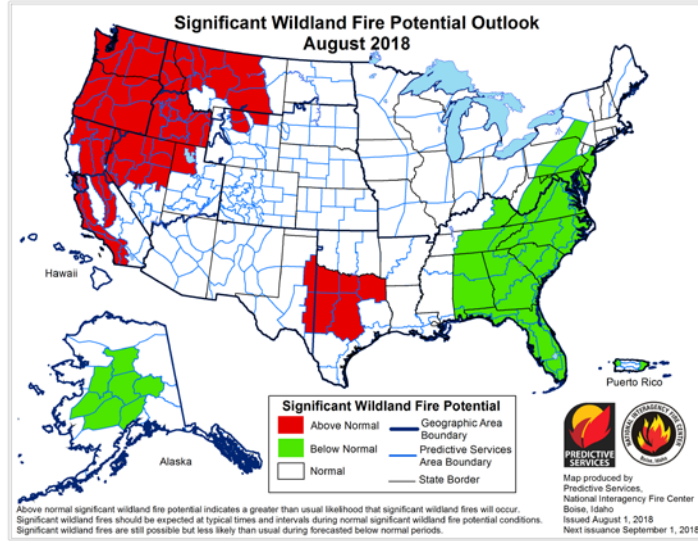 Significant Wildland Fire Potential Outlook
August 2018
Hawaii
Alaska
Puerto Rico
Significant Wildland Fire Potential
Above Normal
Below Normal
Normal
Geographic Area
Boundary
Predictive Services
Area Boundary
State Border
PREDICTIVE
SERVICES
NATIONAL INTERAGENCY FIRE CENTER
Boise, Idaho
Map produced by
Predictive Services,
National Interagency Fire Center
Boise, Idaho
Issued August 1, 2018
Next issuance September 1, 2018
Above normal significant wildland fire potential indicates a greater than usual likelihood that significant wildland fires will occur.
Significant wildland fires should be expected at typical times and intervals during normal significant wildland fire potential conditions.
Significant wildland fires are still possible but less likely than usual during forecasted below normal periods.